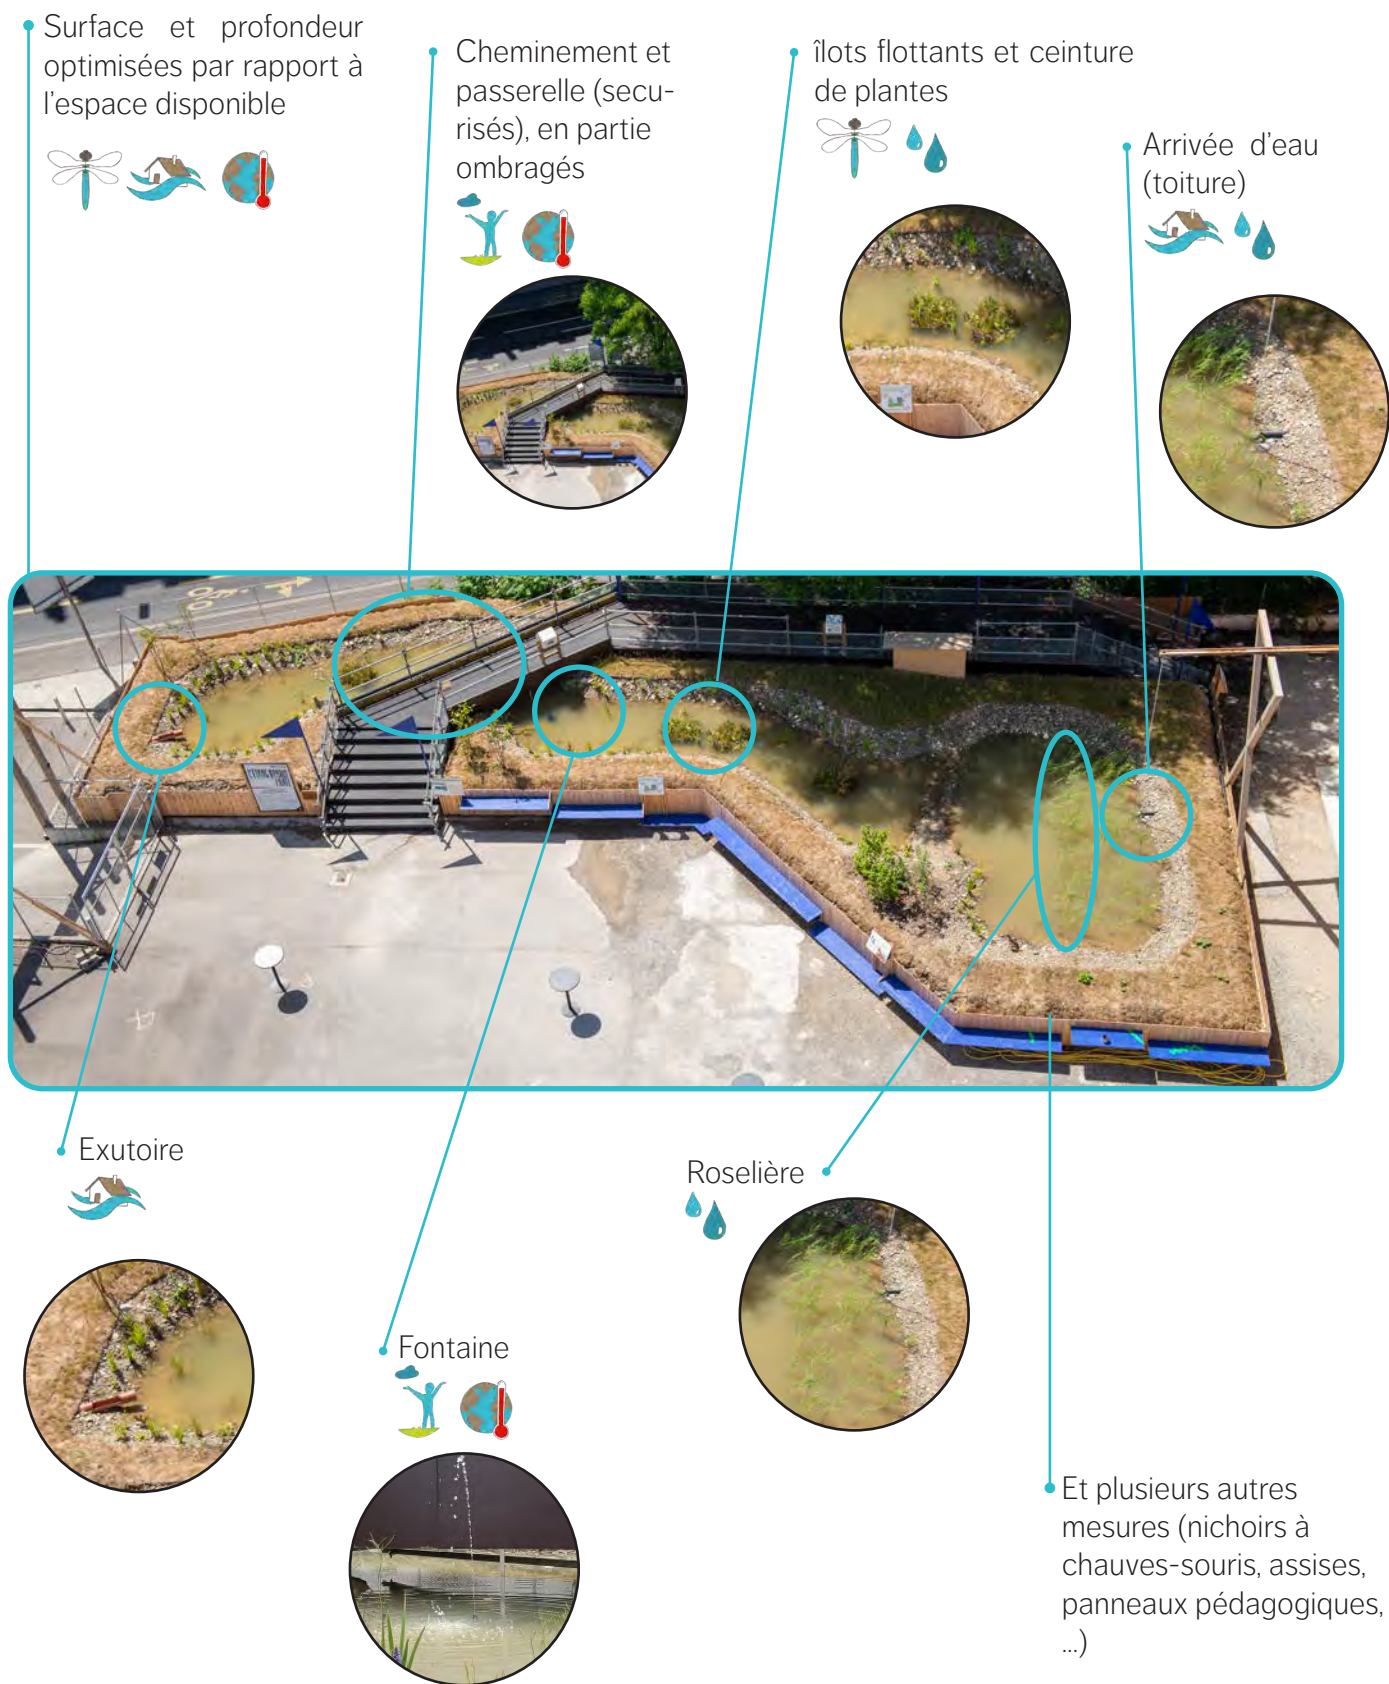 Surface et profondeur
optimisées par rapport à
l'espace disponible
Cheminement et
passerelle (secu-
risés), en partie
ombragés
îlots flottants et ceinture
de plantes
Arrivée d'eau
(toiture)
Exutoire
Roselière
Fontaine
Et plusieurs autres
mesures (nichoirs à
chauves-souris, assises,
panneaux pédagogiques,
...)